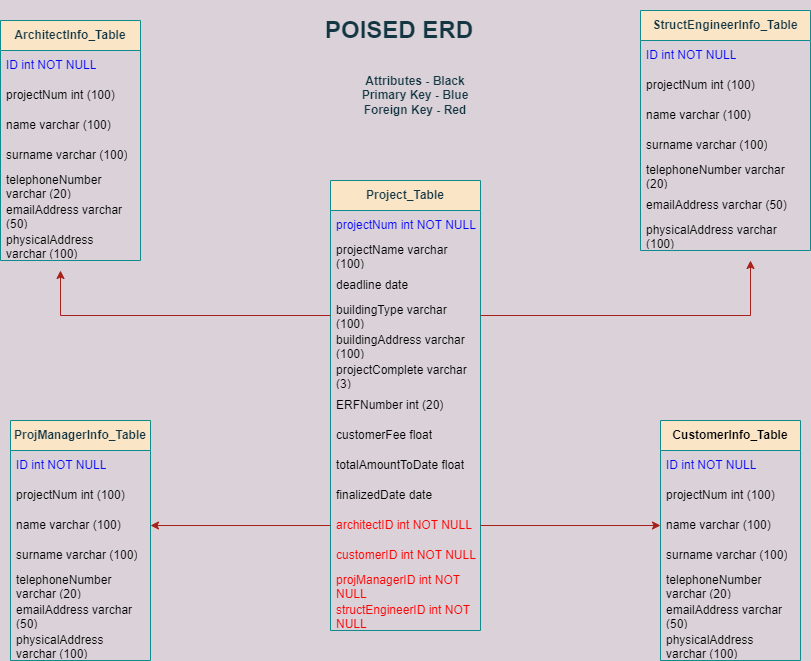 POISED ERD
Attributes - Black
Primary Key - Blue
Foreign Key - Red
ArchitectInfo_Table
ID int NOT NULL
projectNum int (100)
name varchar (100)
surname varchar (100)
telephoneNumber
varchar (20)
emailAddress varchar
(50)
physicalAddress
varchar (100)
StructEngineerInfo_Table
ID int NOT NULL
projectNum int (100)
name varchar (100)
surname varchar (100)
telephoneNumber varchar
(20)
emailAddress varchar (50)
physicalAddress varchar
(100)
Project_Table
projectNum int NOT NULL
projectName varchar
(100)
deadline date
buildingType varchar
(100)
buildingAddress varchar
(100)
projectComplete varchar
(3)
ERFNumber int (20)
customerFee float
totalAmountToDate float
finalizedDate date
architectID int NOT NULL
customerID int NOT NULL
projManagerID int NOT
NULL
structEngineerID int NOT
NULL
ProjManagerInfo_Table
ID int NOT NULL
projectNum int (100)
name varchar (100)
surname varchar (100)
telephoneNumber
varchar (20)
emailAddress varchar
(50)
physicalAddress
varchar (100)
CustomerInfo_Table
ID int NOT NULL
projectNum int (100)
name varchar (100)
surname varchar (100)
telephoneNumber
varchar (20)
emailAddress varchar
(50)
physicalAddress
varchar (100)